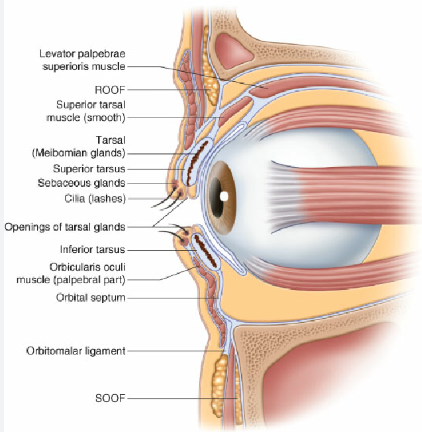 Levator palpebrae
superioris muscle
ROOF
Superior tarsal
muscle (smooth)
Tarsal
(Meibomian glands)
Superior tarsus
Sebaceous glands
Cilia (lashes)
Openings of tarsal glands
Inferior tarsus
Orbicularis oculi
muscle (palpebral part)
Orbital septum
Orbitomalar ligament
SOOF